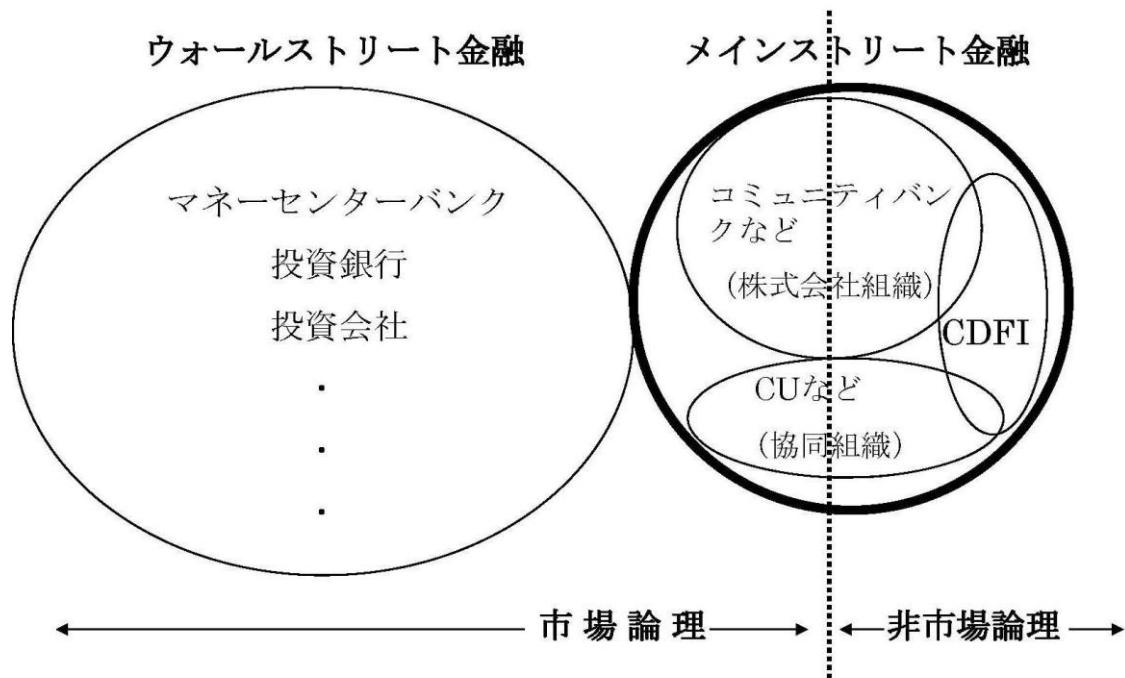 ウォールストリート金融
メインストリート金融
マネーセンターバンク
投資銀行
投資会社
・
・
・
コミュニティバン
クなど
(株式会社組織)
CDFI
CUなど
(協同組織)
市場論理
非市場論理